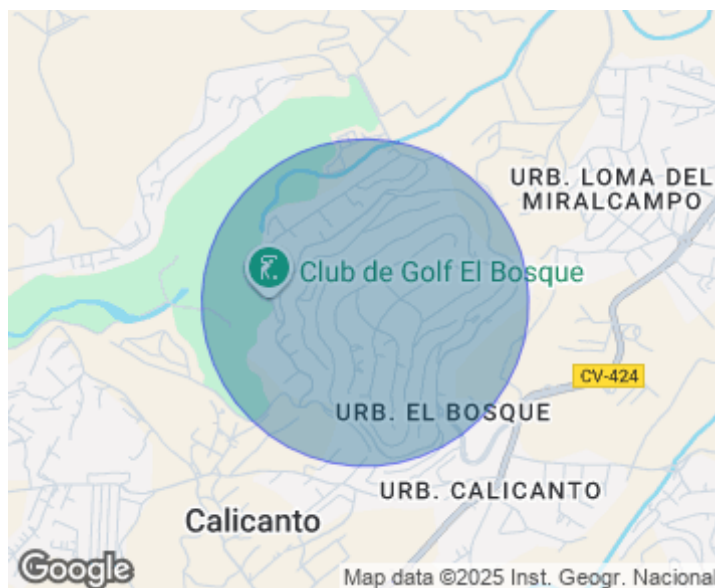 URB. LOMA DEL
MIRALCAMPO
Club de Golf El Bosque
CV-424
URB. EL BOSQUE
URB. CALICANTO
Calicanto
Google
Map data ©2025 Inst. Geogr. Nacional